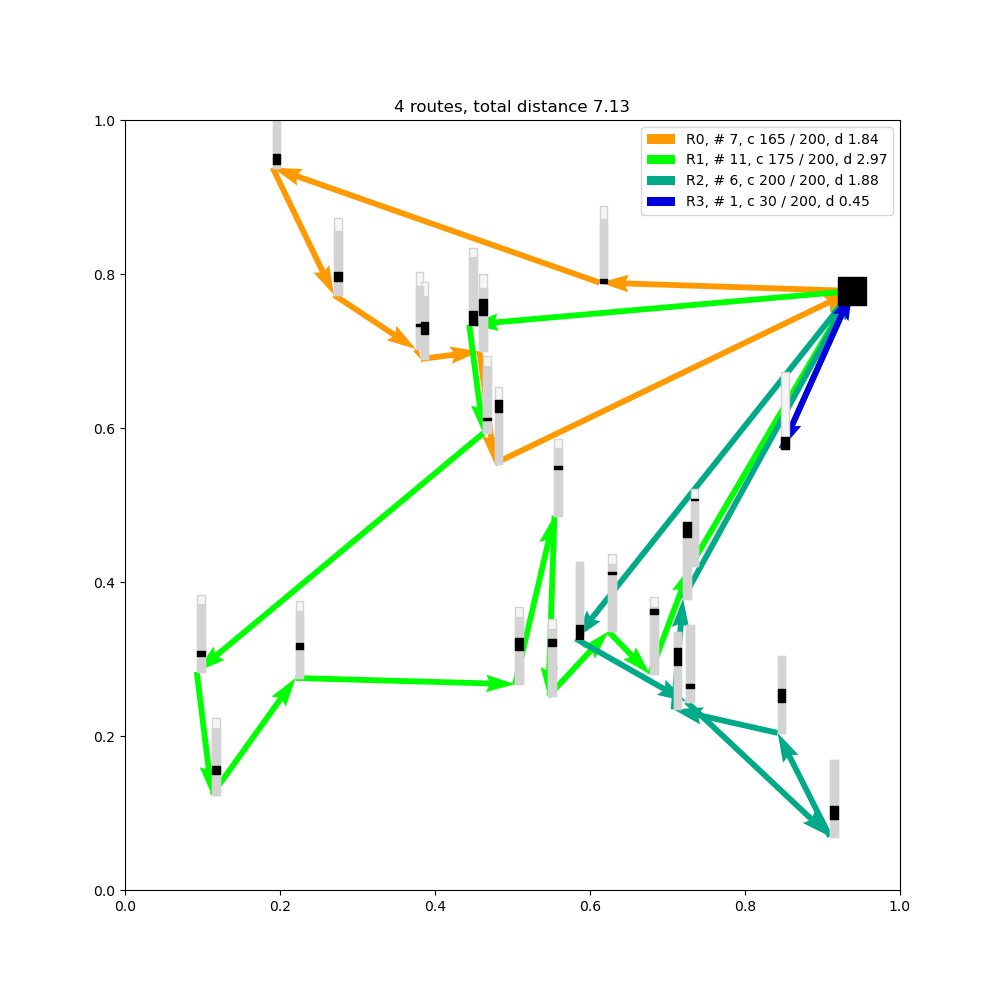 4 routes, total distance 7.13
R0, # 7, c 165 / 200, d 1.84
R1, # 11, c 175 / 200, d 2.97
R2, # 6, c 200 / 200, d 1.88
R3, # 1, c 30 / 200, d 0.45
1.0
0.8
0.6
0.4
0.2
0.0
0.0 0.2 0.4 0.6 0.8 1.0